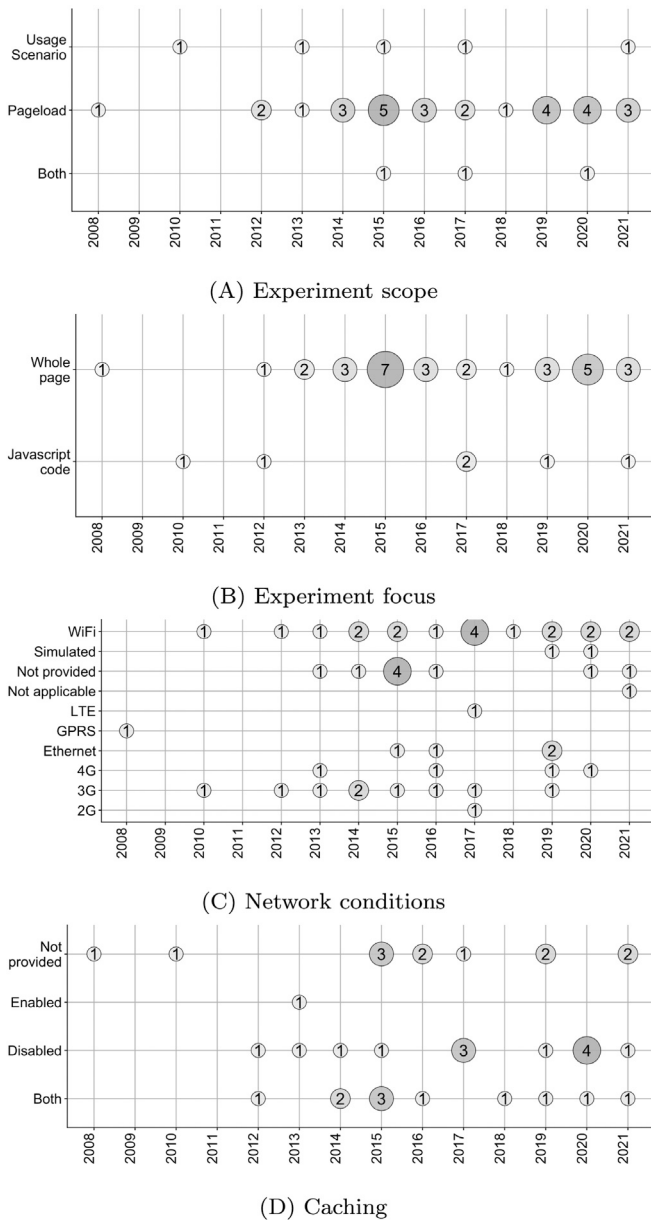 Usage
Scenario
1 1 1 1 1
Pageload
1 2 1 3 5 3 2 1 4 4 3
Both
1 1 1
2008 2009 2010 2011 2012 2013 2014 2015 2016 2017 2018 2019 2020 2021
(A) Experiment scope
Whole
page
1 1 2 3 7 3 2 1 3 5 3
Javascript
code
1 1 2 1 1
2008 2009 2010 2011 2012 2013 2014 2015 2016 2017 2018 2019 2020 2021
(B) Experiment focus
WiFi 1 1 1 2 2 1 4 1 2 2 2
Simulated 1 1
Not provided 1 1 4 1 1 1
Not applicable 1
LTE 1
GPRS 1
Ethernet 1 1 2
4G 1 1 1 1
3G 1 1 1 2 1 1 1 1
2G 1
2008 2009 2010 2011 2012 2013 2014 2015 2016 2017 2018 2019 2020 2021
(C) Network conditions
Not
provided
1 1 3 2 1 2 2
Enabled 1
Disabled 1 1 1 1 3 1 4 1
Both 1 2 3 1 1 1 1 1
2008 2009 2010 2011 2012 2013 2014 2015 2016 2017 2018 2019 2020 2021
(D) Caching